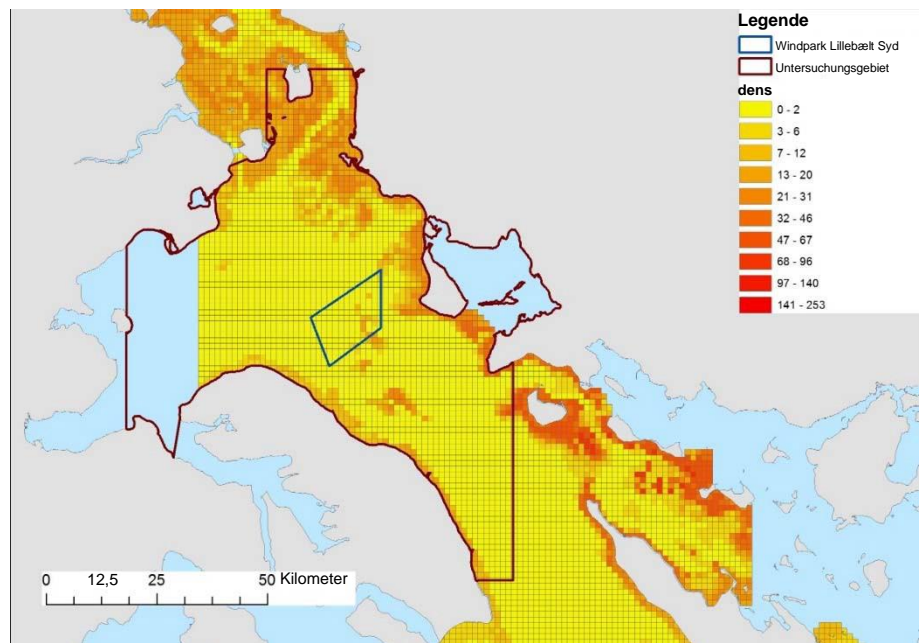 Legende
Windpark Lillebælt Syd
Untersuchungsgebiet
dens
0 - 2
3 - 6
7 - 12
13 - 20
21 - 31
32 - 46
47 - 67
68 - 96
97 - 140
141 - 253
0 12,5 25 50 Kilometer